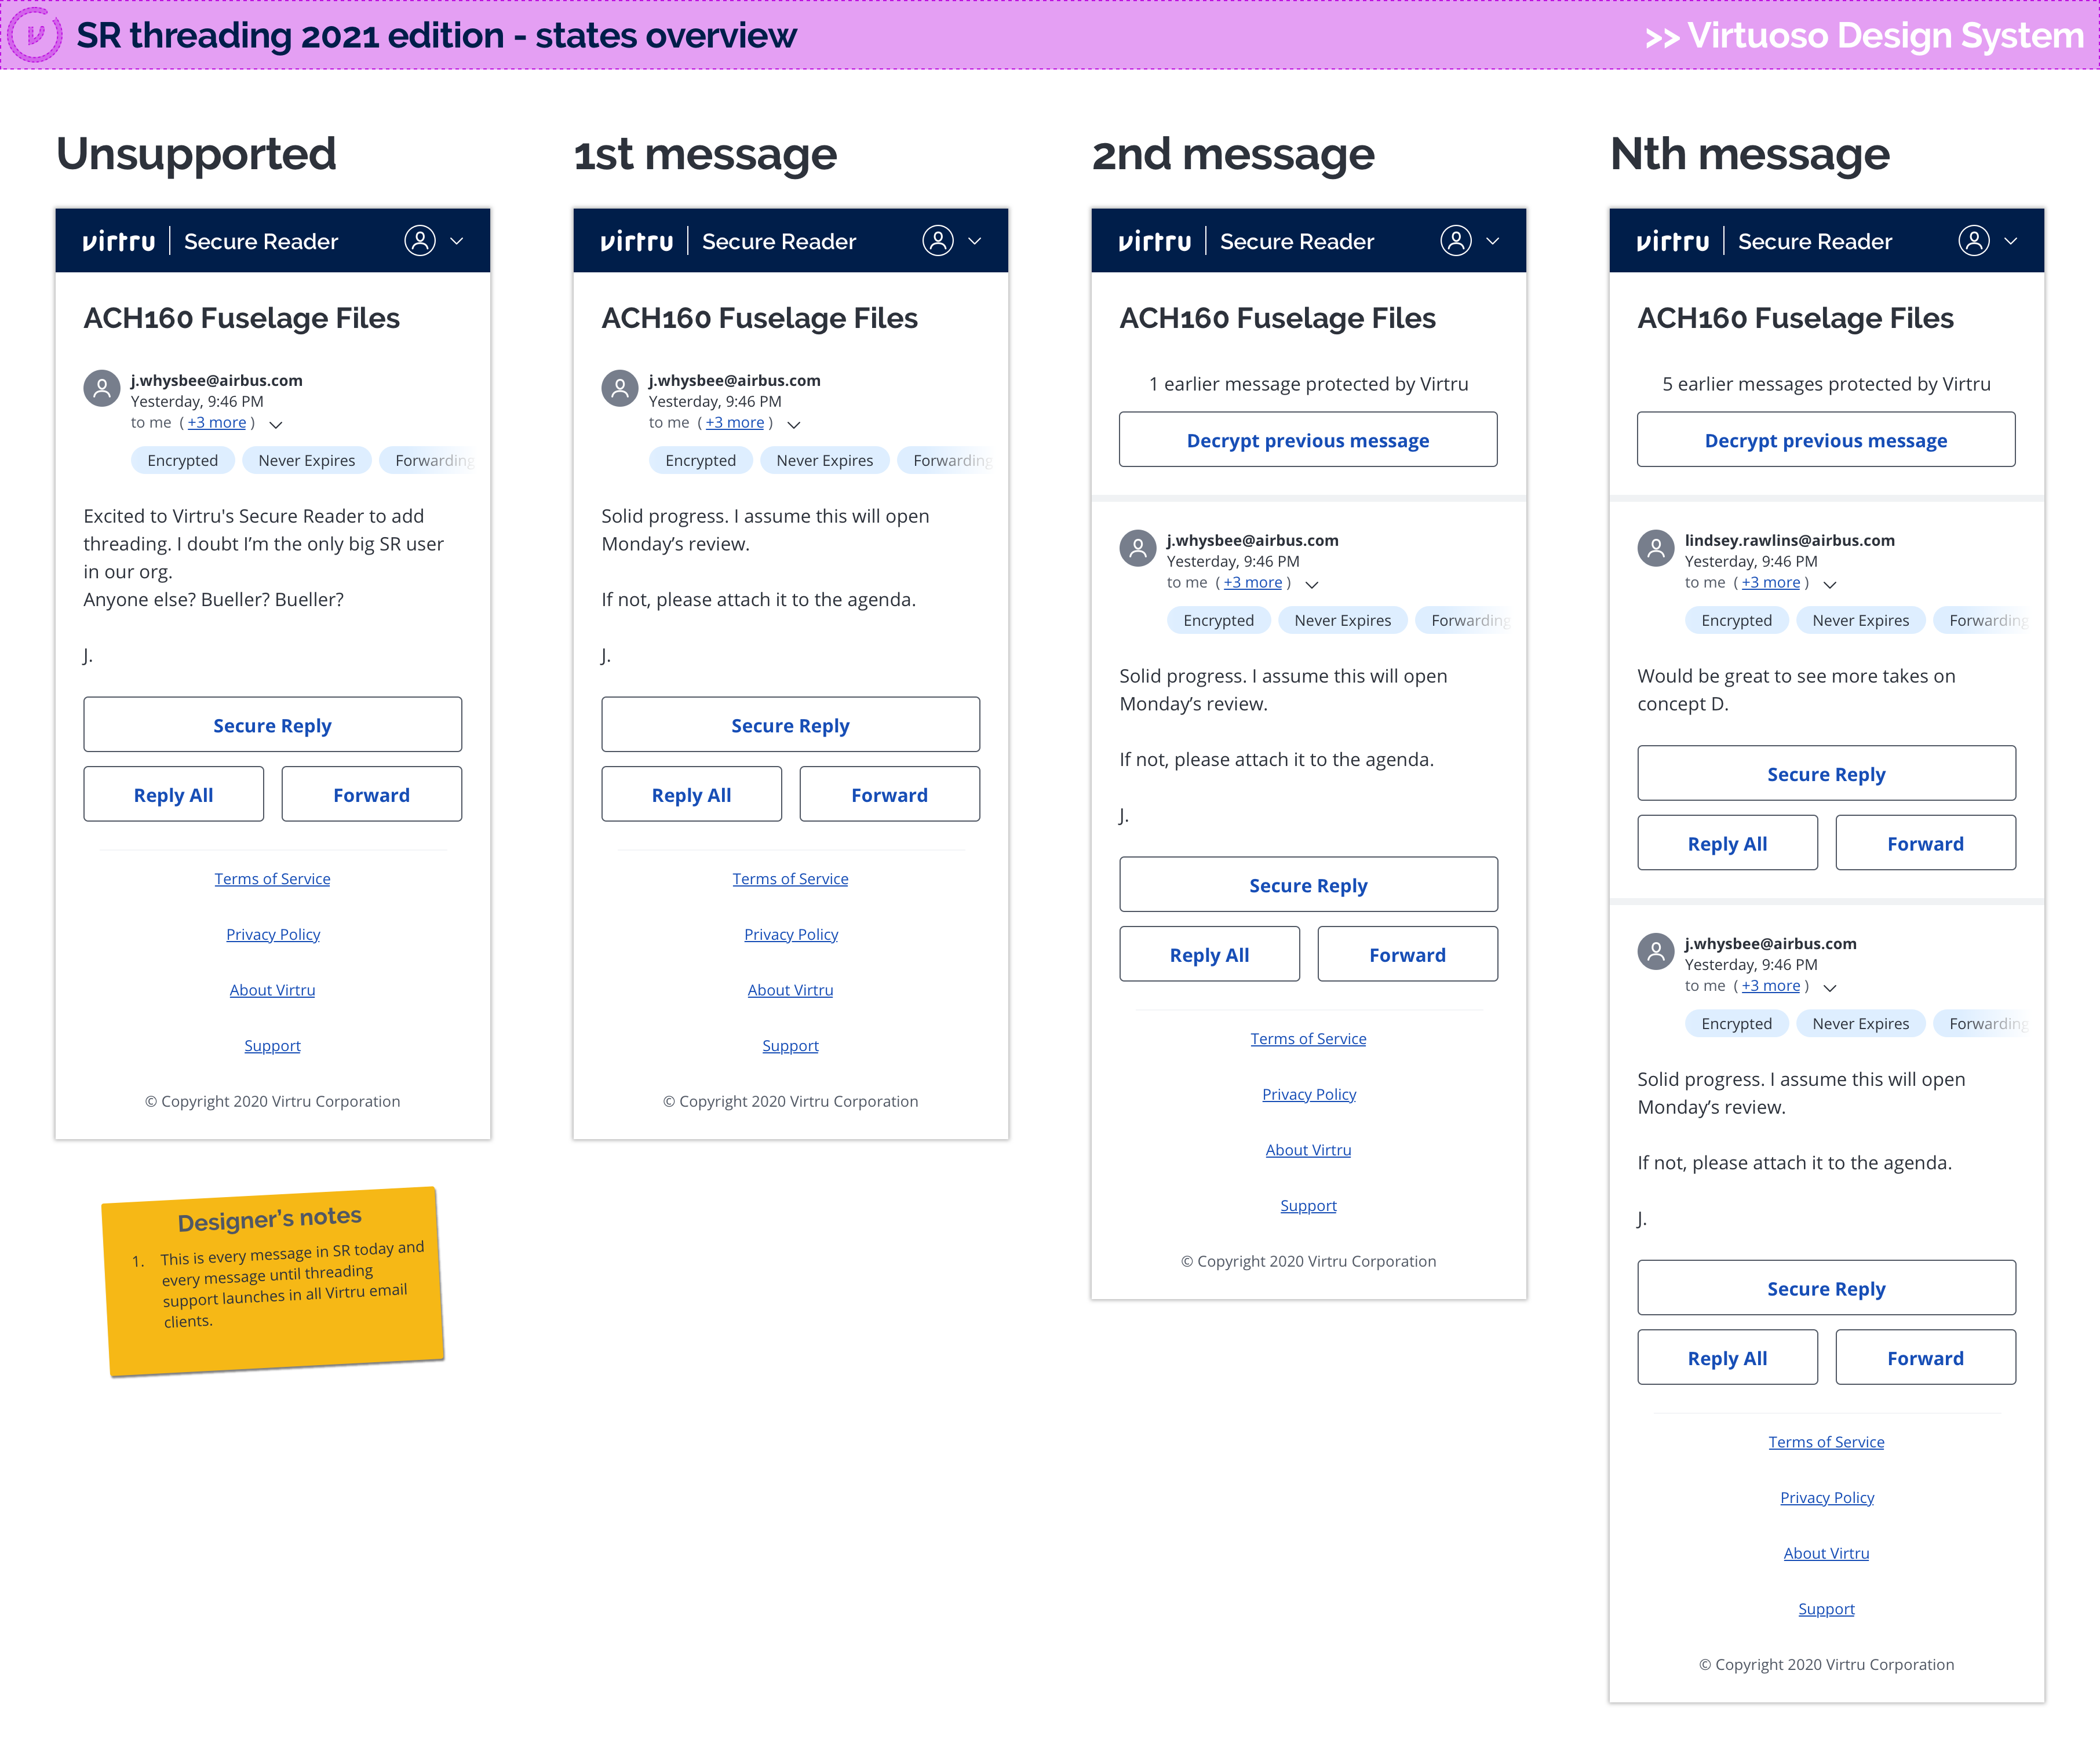 SR threading 2021 edition - states overview
>> Virtuoso Design System
Unsupported
virtru | Secure Reader
ACH160 Fuselage Files
j.whysbee@airbus.com
Yesterday, 9:46 PM
to me ( +3 more )
Encrypted
Never Expires
Forwarding
Excited to Virtru's Secure Reader to add
threading. I doubt I’m the only big SR user
in our org.
Anyone else? Bueller? Bueller?
J.
Secure Reply
Reply All
Forward
Terms of Service
Privacy Policy
About Virtru
Support
© Copyright 2020 Virtru Corporation
Designer’s notes
1. This is every message in SR today and
every message until threading
support launches in all Virtru email
clients.
1st message
virtru | Secure Reader
ACH160 Fuselage Files
j.whysbee@airbus.com
Yesterday, 9:46 PM
to me ( +3 more )
Encrypted
Never Expires
Forwarding
Solid progress. I assume this will open
Monday’s review.
If not, please attach it to the agenda.
J.
Secure Reply
Reply All
Forward
Terms of Service
Privacy Policy
About Virtru
Support
© Copyright 2020 Virtru Corporation
2nd message
virtru | Secure Reader
ACH160 Fuselage Files
1 earlier message protected by Virtru
Decrypt previous message
j.whysbee@airbus.com
Yesterday, 9:46 PM
to me ( +3 more )
Encrypted
Never Expires
Forwarding
Solid progress. I assume this will open
Monday’s review.
If not, please attach it to the agenda.
J.
Secure Reply
Reply All
Forward
Terms of Service
Privacy Policy
About Virtru
Support
© Copyright 2020 Virtru Corporation
Nth message
virtru | Secure Reader
ACH160 Fuselage Files
5 earlier messages protected by Virtru
Decrypt previous message
lindsey.rawlins@airbus.com
Yesterday, 9:46 PM
to me ( +3 more )
Encrypted
Never Expires
Forwarding
Would be great to see more takes on
concept D.
Secure Reply
Reply All
Forward
j.whysbee@airbus.com
Yesterday, 9:46 PM
to me ( +3 more )
Encrypted
Never Expires
Forwarding
Solid progress. I assume this will open
Monday’s review.
If not, please attach it to the agenda.
J.
Secure Reply
Reply All
Forward
Terms of Service
Privacy Policy
About Virtru
Support
© Copyright 2020 Virtru Corporation